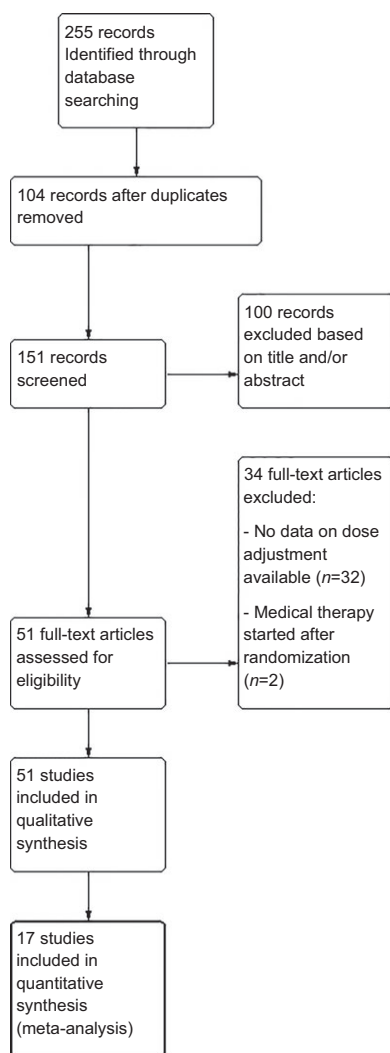 255 records
Identified through
database
searching
104 records after duplicates
removed
151 records
screened
100 records
excluded based
on title and/or
abstract
34 full-text articles
excluded:
- No data on dose
adjustment
available (n=32)
- Medical therapy
started after
randomization
(n=2)
51 full-text articles
assessed for
eligibility
51 studies
included in
qualitative
synthesis
17 studies
included in
quantitative
synthesis
(meta-analysis)